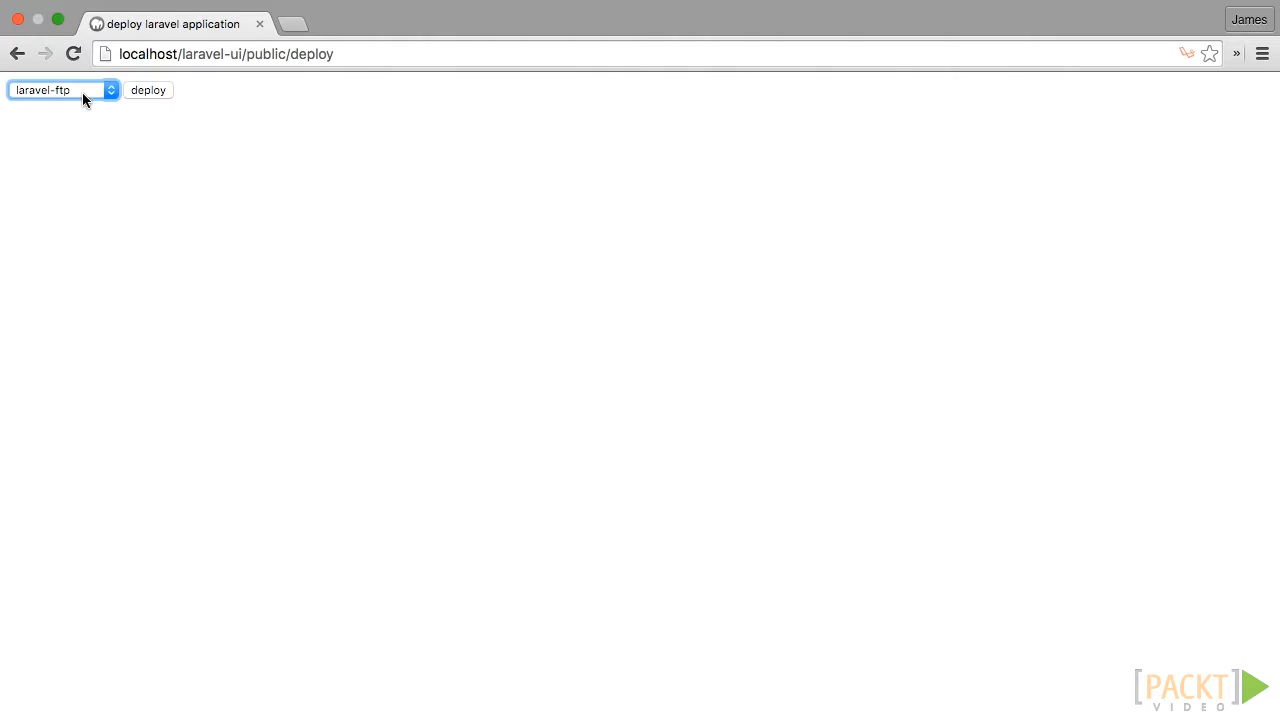 deploy laravel application
James
localhost/laravel-ui/public/deploy
»
laravel-ftp
deploy
[PACKT]
VIDEO